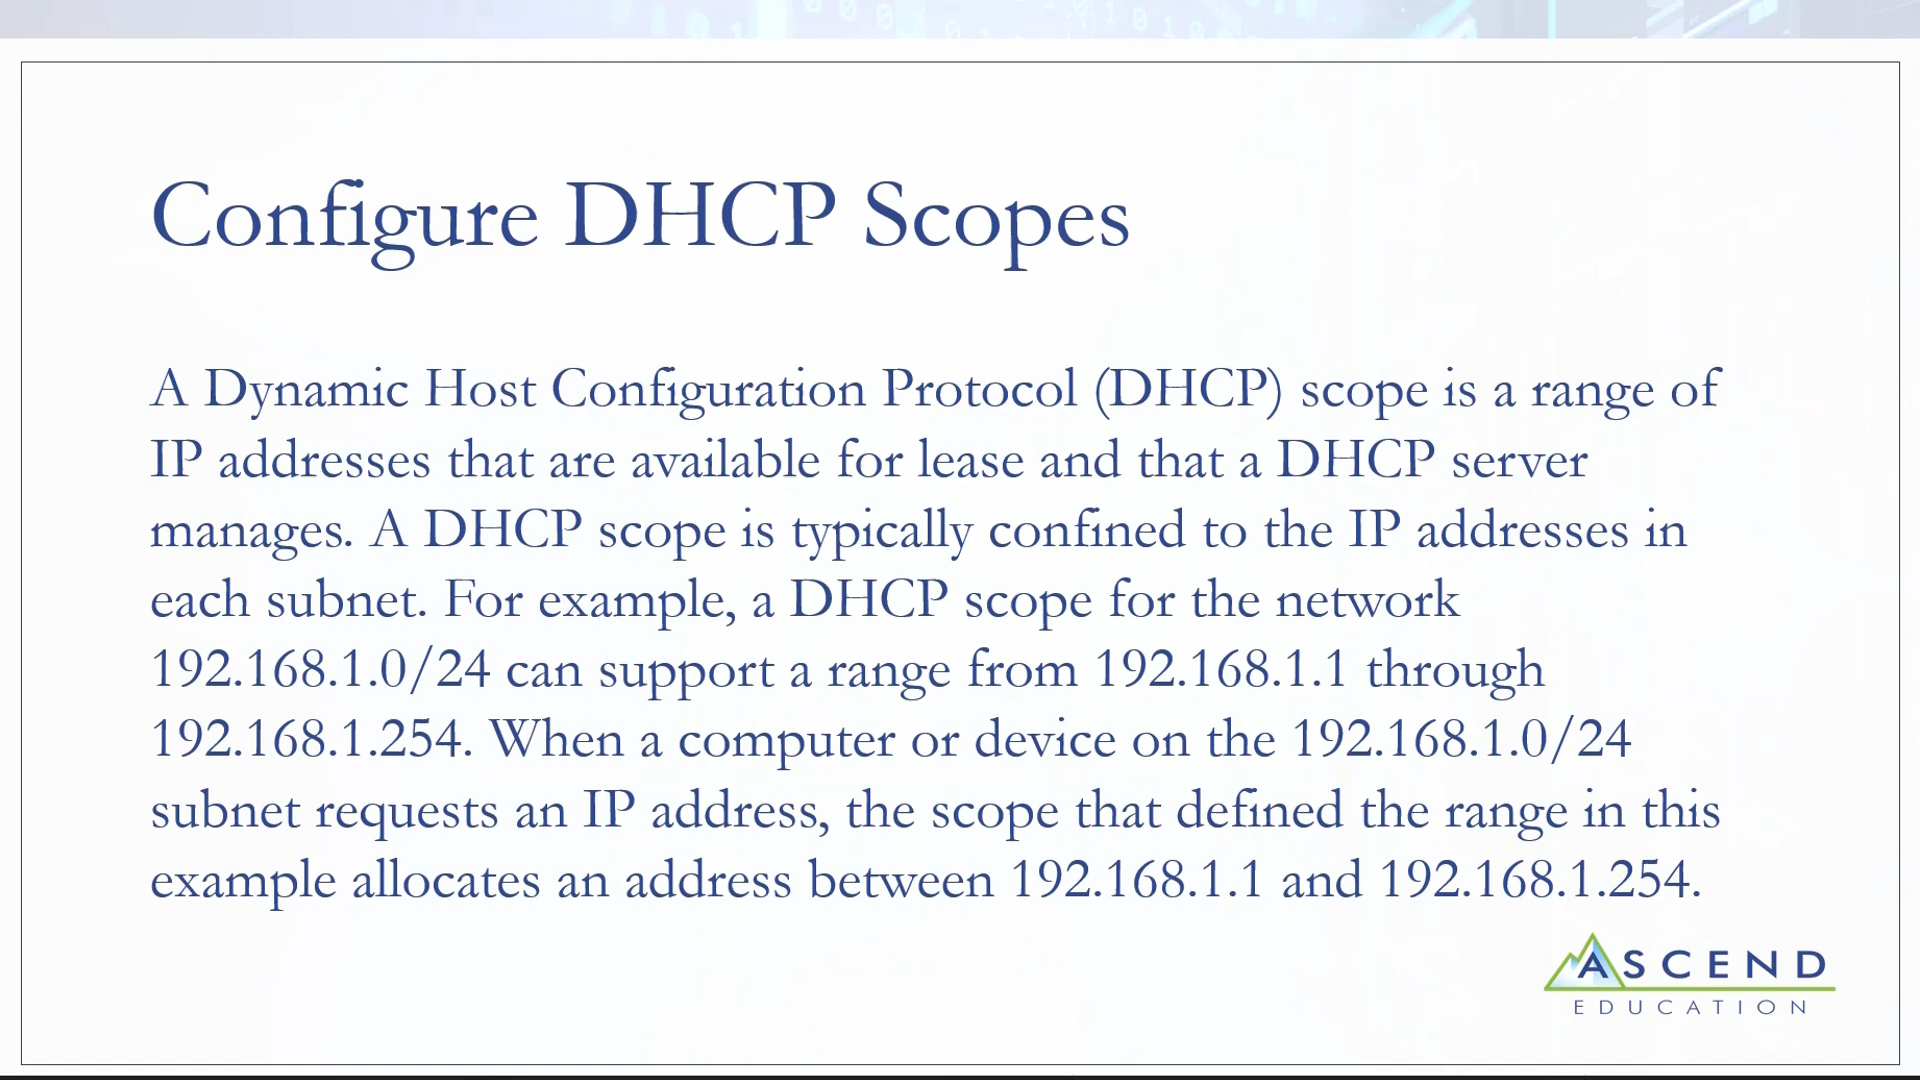 Configure DHCP Scopes
A Dynamic Host Configuration Protocol (DHCP) scope is a range of
IP addresses that are available for lease and that a DHCP server
manages. A DHCP scope is typically confined to the IP addresses in
each subnet. For example, a DHCP scope for the network
192.168.1.0/24 can support a range from 192.168.1.1 through
192.168.1.254. When a computer or device on the 192.168.1.0/24
subnet requests an IP address, the scope that defined the range in this
example allocates an address between 192.168.1.1 and 192.168.1.254.
ASCEND
EDUCATION